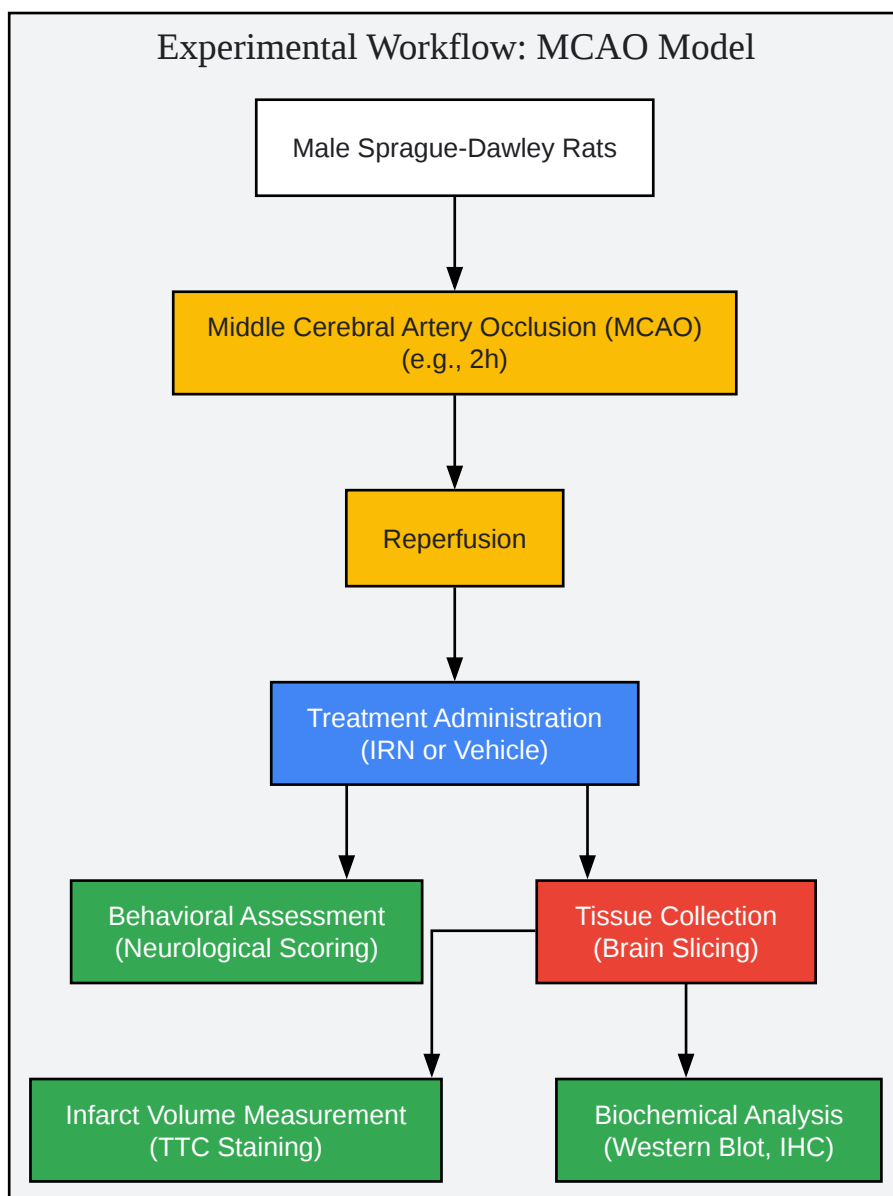 Experimental Workflow: MCAO Model
Male Sprague-Dawley Rats
Middle Cerebral Artery Occlusion (MCAO)
(e.g., 2h)
Reperfusion
Treatment Administration
(IRN or Vehicle)
Behavioral Assessment
(Neurological Scoring)
Tissue Collection
(Brain Slicing)
Infarct Volume Measurement
(TTC Staining)
Biochemical Analysis
(Western Blot, IHC)